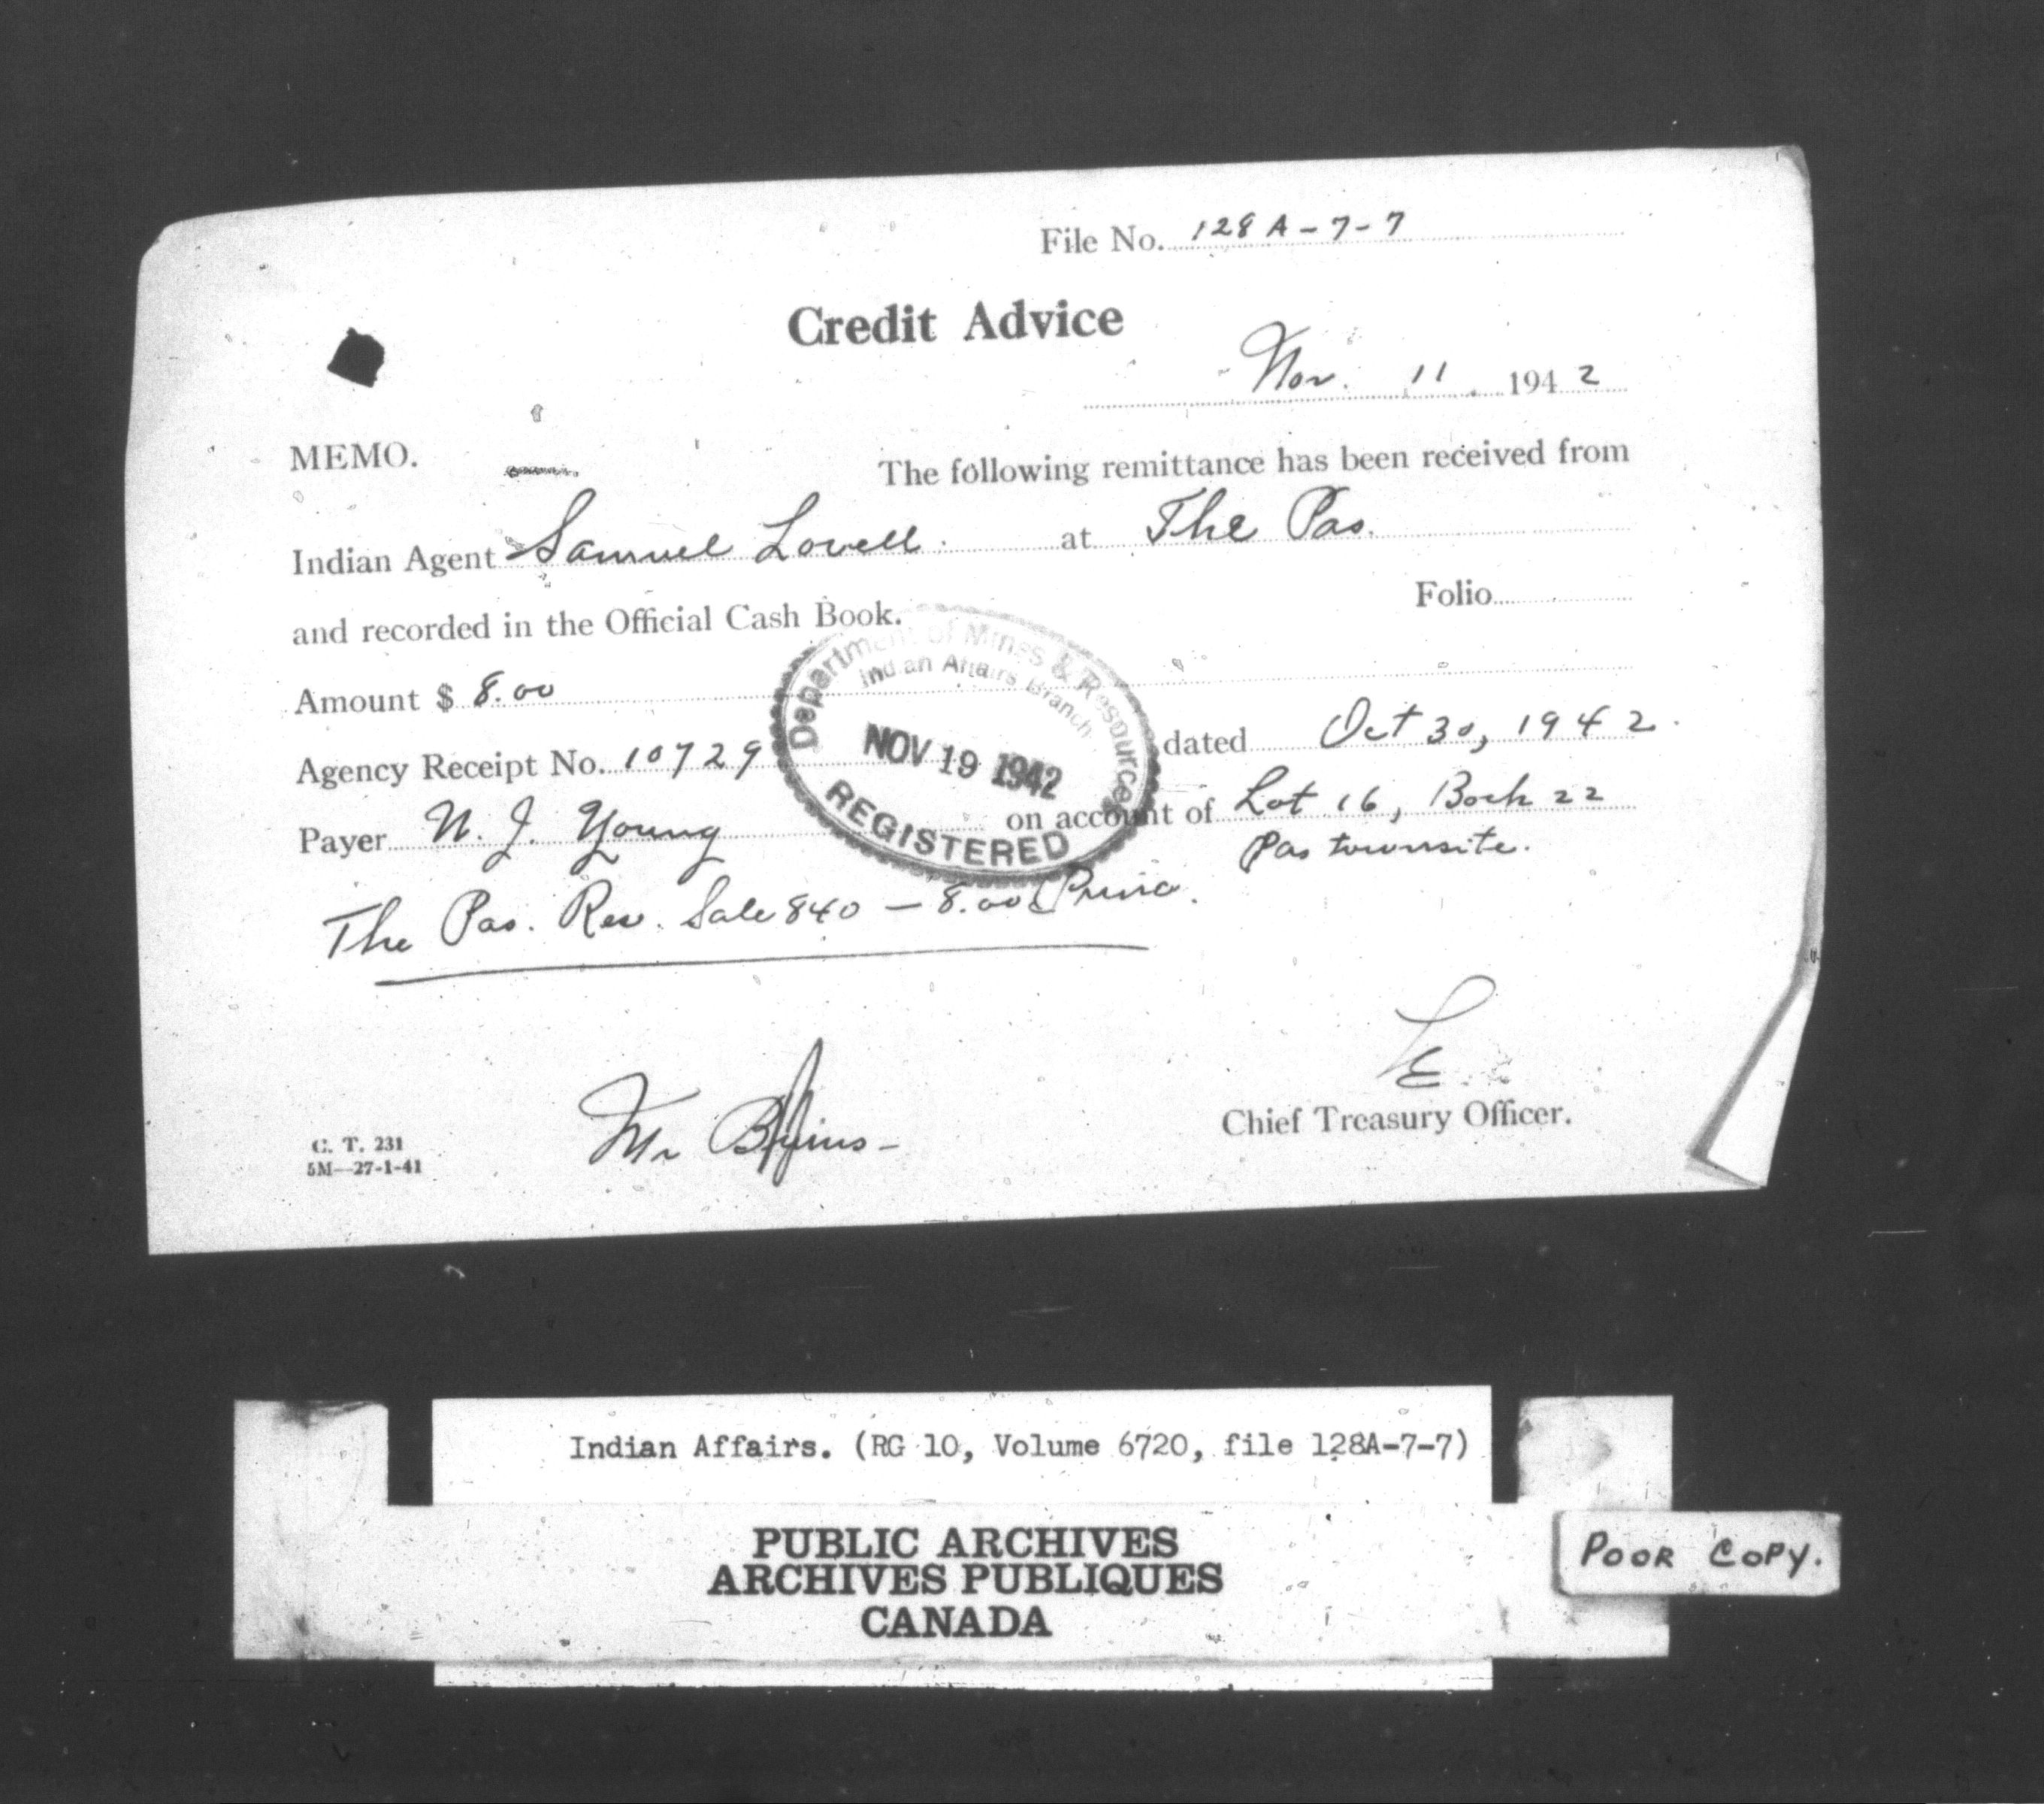 File No. 128 A-7-7
Credit Advice
Nov. 11 1942
MEMO. The following remittance has been received from
Indian Agent Samuel Lovell. at The Pas.
and recorded in the Official Cash Book. Folio
Amount $ 8.00
Agency Receipt No. 10729 dated Oct 30, 1942.
Payer N. J. Young on account of Lot 16, Bock 22
Pas townsite.
The Pas. Res. Sale 840 — 8.00 Princ.
Department of Mines & Resources
Indian Affairs Branch
NOV 19 1942
REGISTERED
Mr
Chief Treasury Officer.
C. T. 231
5M—27-1-41
Indian Affairs. (RG 10, Volume 6720, file 128A-7-7)
PUBLIC ARCHIVES
ARCHIVES PUBLIQUES
CANADA
POOR COPY.